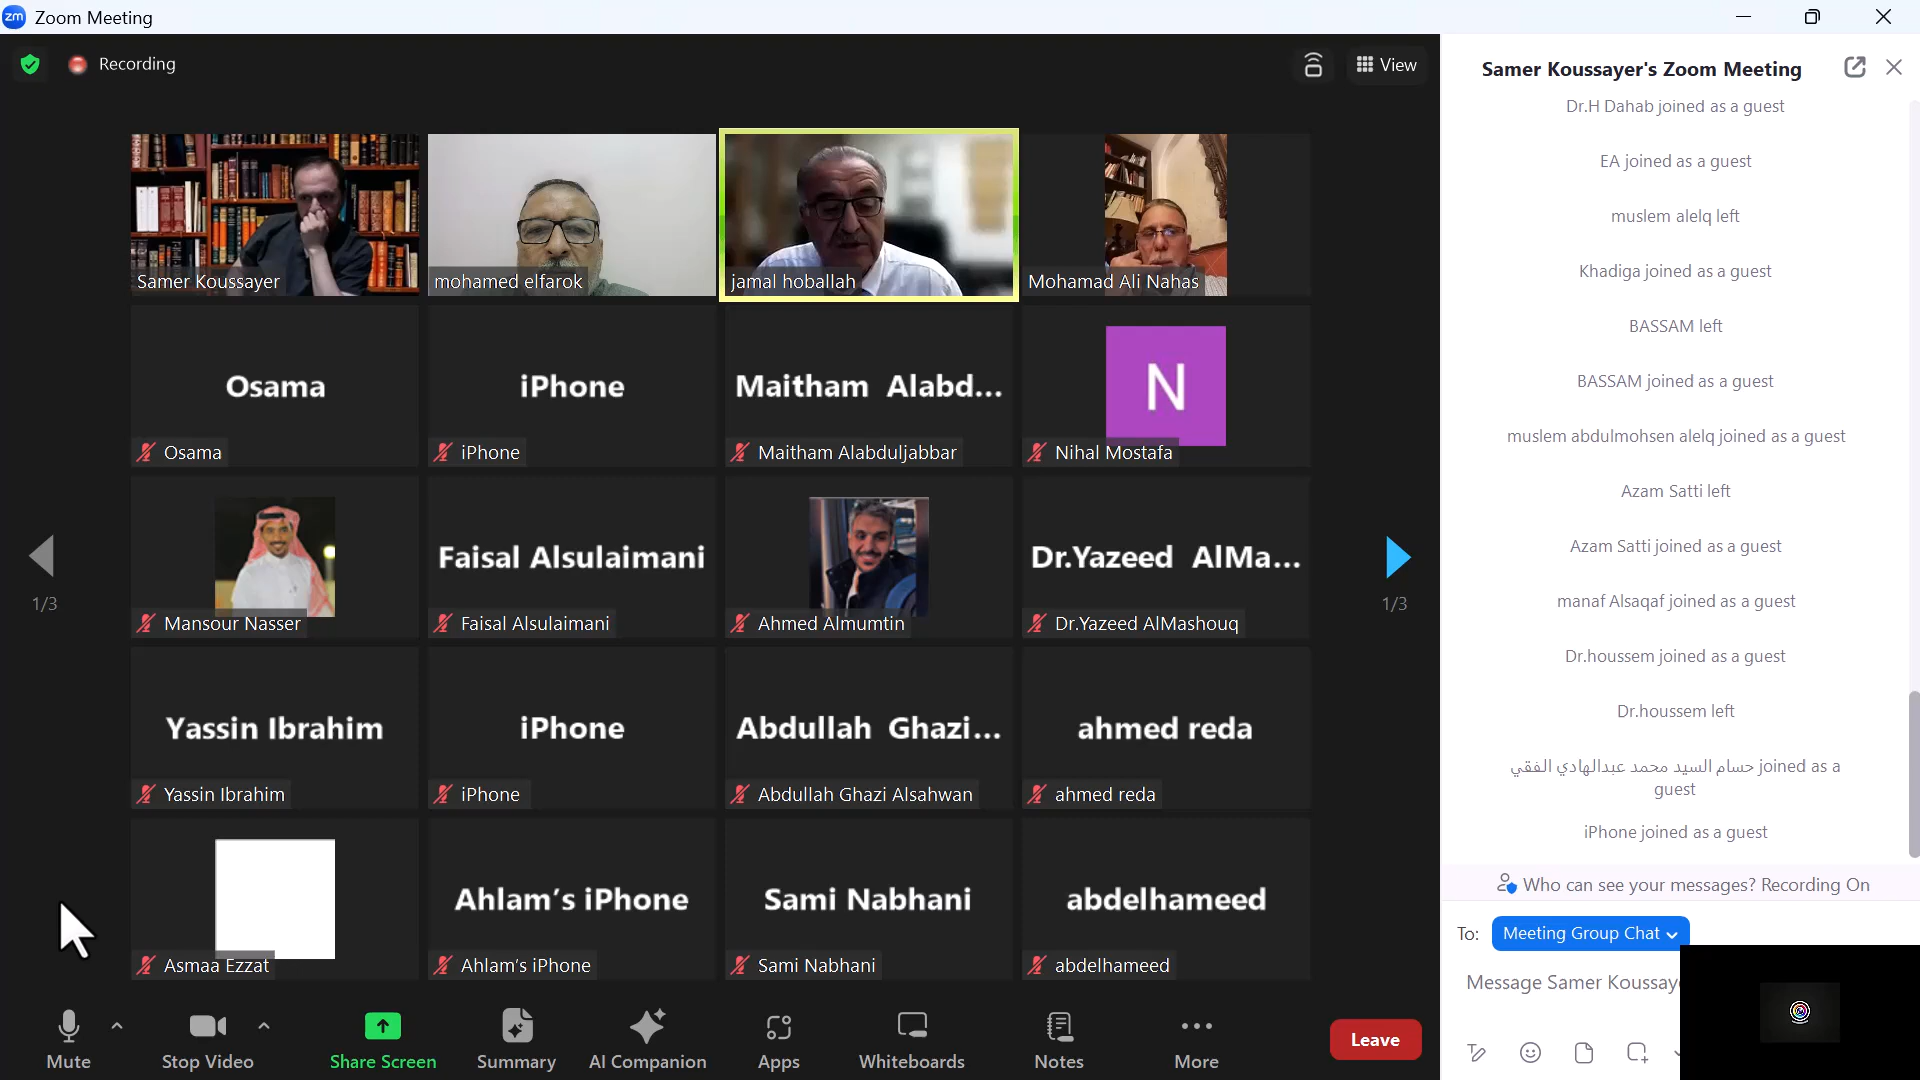 zm Zoom Meeting
Recording
View
Samer Koussayer
mohamed elfarok
jamal hoballah
Mohamad Ali Nahas
Osama
iPhone
Maitham Alabd...
N
Osama
iPhone
Maitham Alabduljabbar
Nihal Mostafa
Faisal Alsulaimani
Dr.Yazeed AlMa...
Mansour Nasser
Faisal Alsulaimani
Ahmed Almumtin
Dr.Yazeed AlMashouq
1/3
1/3
Yassin Ibrahim
iPhone
Abdullah Ghazi...
ahmed reda
Yassin Ibrahim
iPhone
Abdullah Ghazi Alsahwan
ahmed reda
Ahlam's iPhone
Sami Nabhani
abdelhameed
Asmaa Ezzat
Ahlam's iPhone
Sami Nabhani
abdelhameed
Mute
Stop Video
Share Screen
Summary
AI Companion
Apps
Whiteboards
Notes
More
Leave
Samer Koussayer's Zoom Meeting
Dr.H Dahab joined as a guest
EA joined as a guest
muslem alelq left
Khadiga joined as a guest
BASSAM left
BASSAM joined as a guest
muslem abdulmohsen alelq joined as a guest
Azam Satti left
Azam Satti joined as a guest
manaf Alsaqaf joined as a guest
Dr.houssem joined as a guest
Dr.houssem left
حسام السيد محمد عبدالهادي الفقي joined as a
guest
iPhone joined as a guest
Who can see your messages? Recording On
To: Meeting Group Chat
Message Samer Koussay